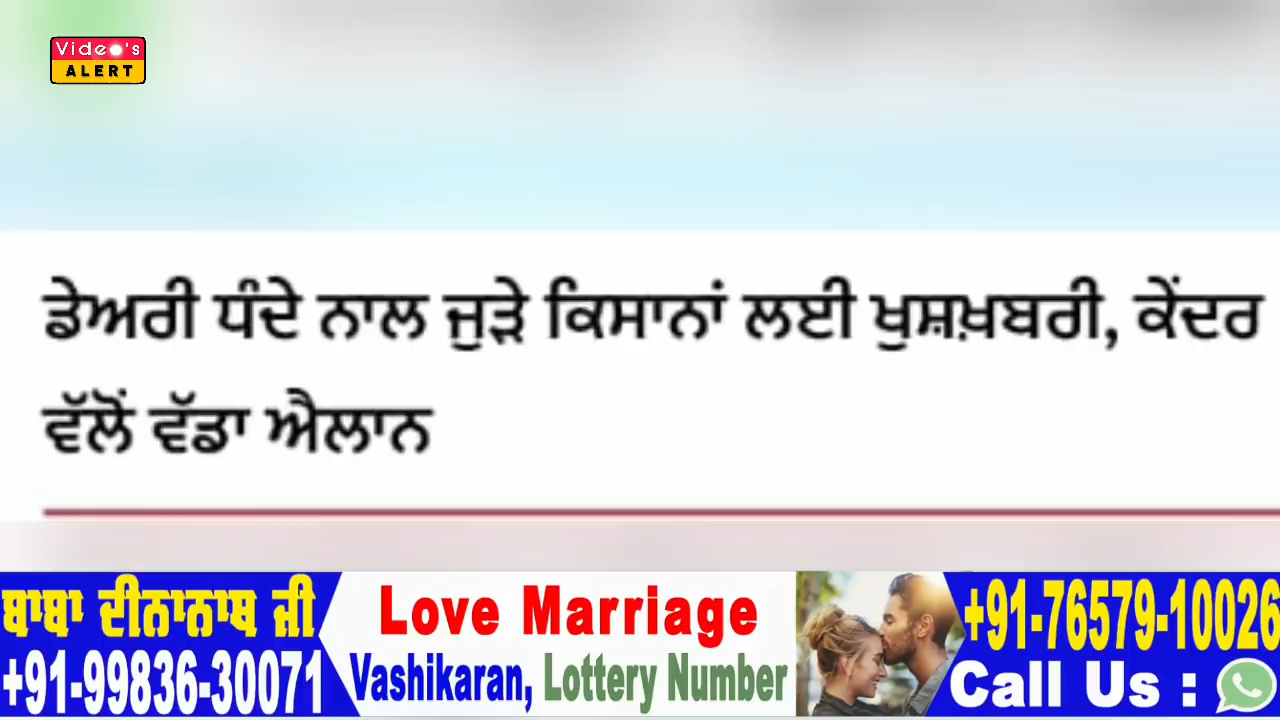 Video's
ALERT
ਡੇਅਰੀ ਧੰਦੇ ਨਾਲ ਜੁੜੇ ਕਿਸਾਨਾਂ ਲਈ ਖੁਸ਼ਖ਼ਬਰੀ, ਕੇਂਦਰ
ਵੱਲੋਂ ਵੱਡਾ ਐਲਾਨ
ਬਾਬਾ ਦੀਨਾਨਾਥ ਜੀ
+91-99836-30071
Love Marriage
Vashikaran, Lottery Number
+91-76579-10026
Call Us :